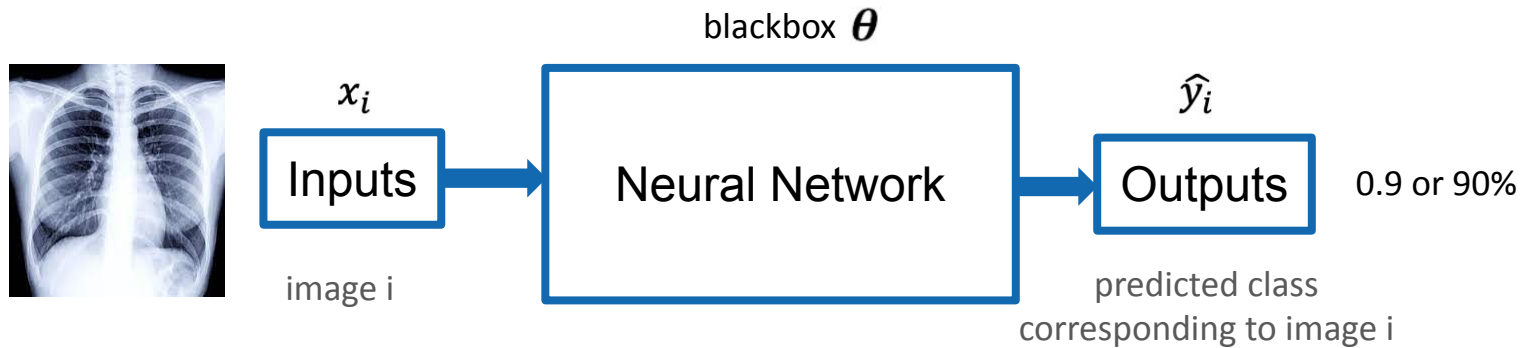 blackbox θ
x_i
ŷ_i
Inputs
Neural Network
Outputs
0.9 or 90%
image i
predicted class
corresponding to image i